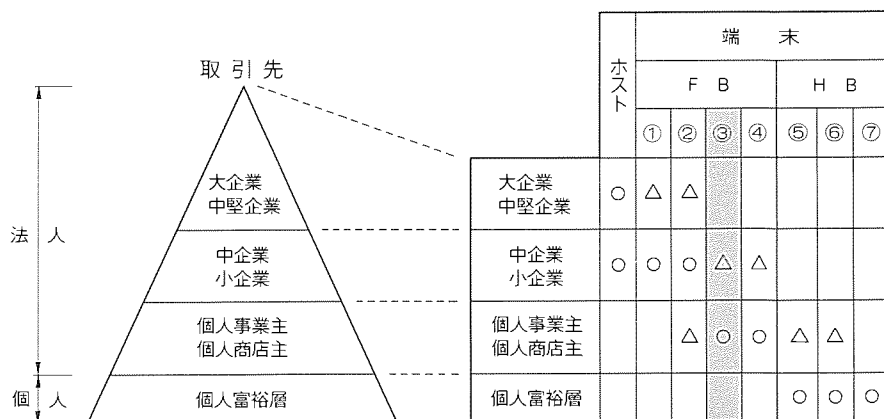 取引先
法人
個人
大企業
中堅企業
中企業
小企業
個人事業主
個人商店主
個人富裕層
ホスト
端末
FB
HB
① ② ③ ④ ⑤ ⑥ ⑦
大企業
中堅企業
○ △ △
中企業
小企業
○ ○ ○ △ △
個人事業主
個人商店主
△ ○ ○ △ △
個人富裕層
○ ○ ○